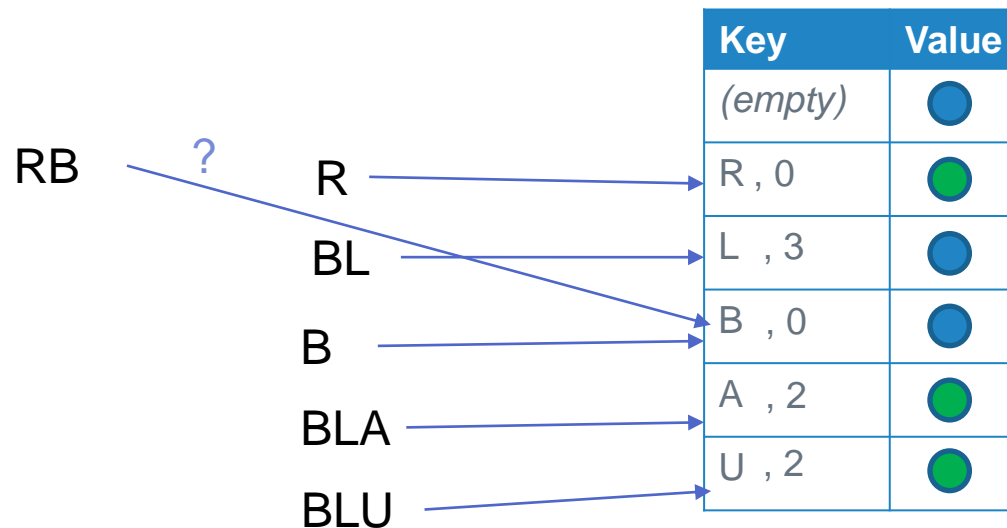 Key Value
(empty)
RB ? R R , 0
BL L , 3
B B , 0
BLA A , 2
BLU U , 2